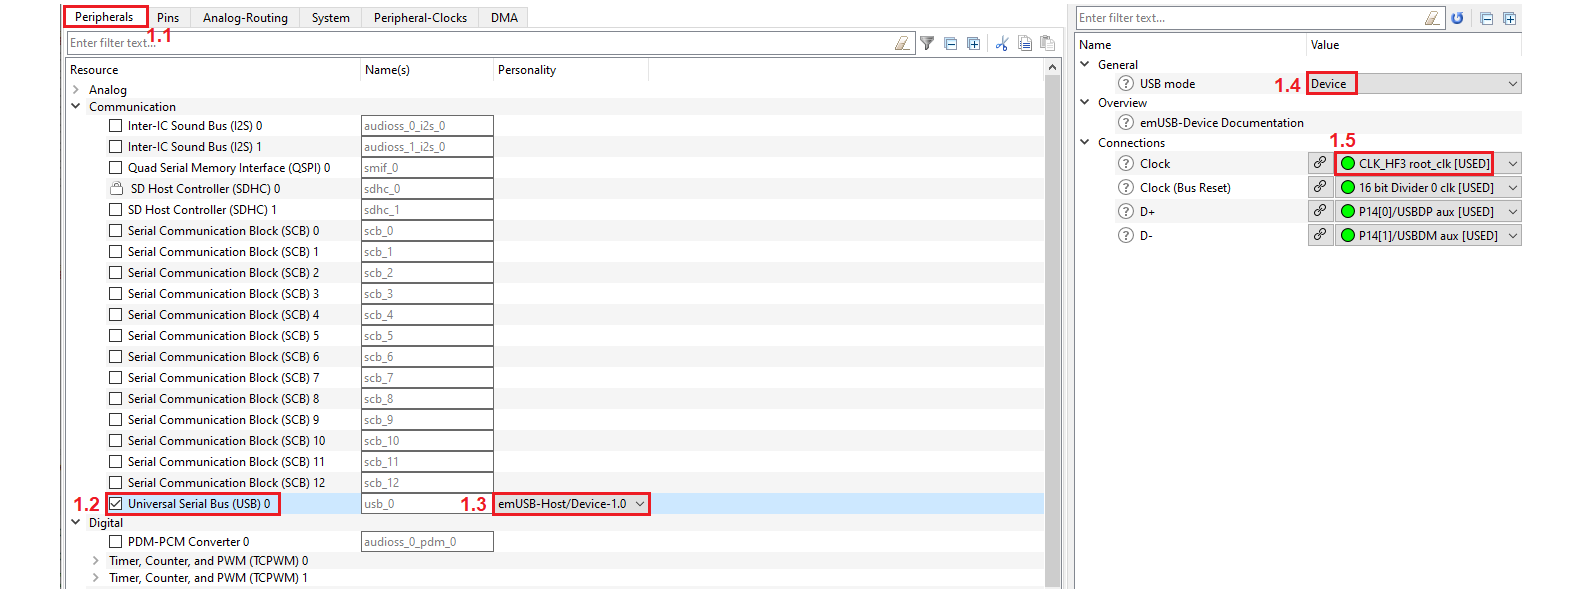 Peripherals Pins Analog-Routing System Peripheral-Clocks DMA
1.1
Enter filter text...
Resource Name(s) Personality
Analog
Communication
Inter-IC Sound Bus (I2S) 0 audioss_0_i2s_0
Inter-IC Sound Bus (I2S) 1 audioss_1_i2s_0
Quad Serial Memory Interface (QSPI) 0 smif_0
SD Host Controller (SDHC) 0 sdhc_0
SD Host Controller (SDHC) 1 sdhc_1
Serial Communication Block (SCB) 0 scb_0
Serial Communication Block (SCB) 1 scb_1
Serial Communication Block (SCB) 2 scb_2
Serial Communication Block (SCB) 3 scb_3
Serial Communication Block (SCB) 4 scb_4
Serial Communication Block (SCB) 5 scb_5
Serial Communication Block (SCB) 6 scb_6
Serial Communication Block (SCB) 7 scb_7
Serial Communication Block (SCB) 8 scb_8
Serial Communication Block (SCB) 9 scb_9
Serial Communication Block (SCB) 10 scb_10
Serial Communication Block (SCB) 11 scb_11
Serial Communication Block (SCB) 12 scb_12
1.2 Universal Serial Bus (USB) 0 usb_0 1.3 emUSB-Host/Device-1.0
Digital
PDM-PCM Converter 0 audioss_0_pdm_0
Timer, Counter, and PWM (TCPWM) 0
Timer, Counter, and PWM (TCPWM) 1
Enter filter text...
Name Value
General
USB mode 1.4 Device
Overview
emUSB-Device Documentation
Connections 1.5
Clock CLK_HF3 root_clk [USED]
Clock (Bus Reset) 16 bit Divider 0 clk [USED]
D+ P14[0]/USBDP aux [USED]
D- P14[1]/USBDM aux [USED]